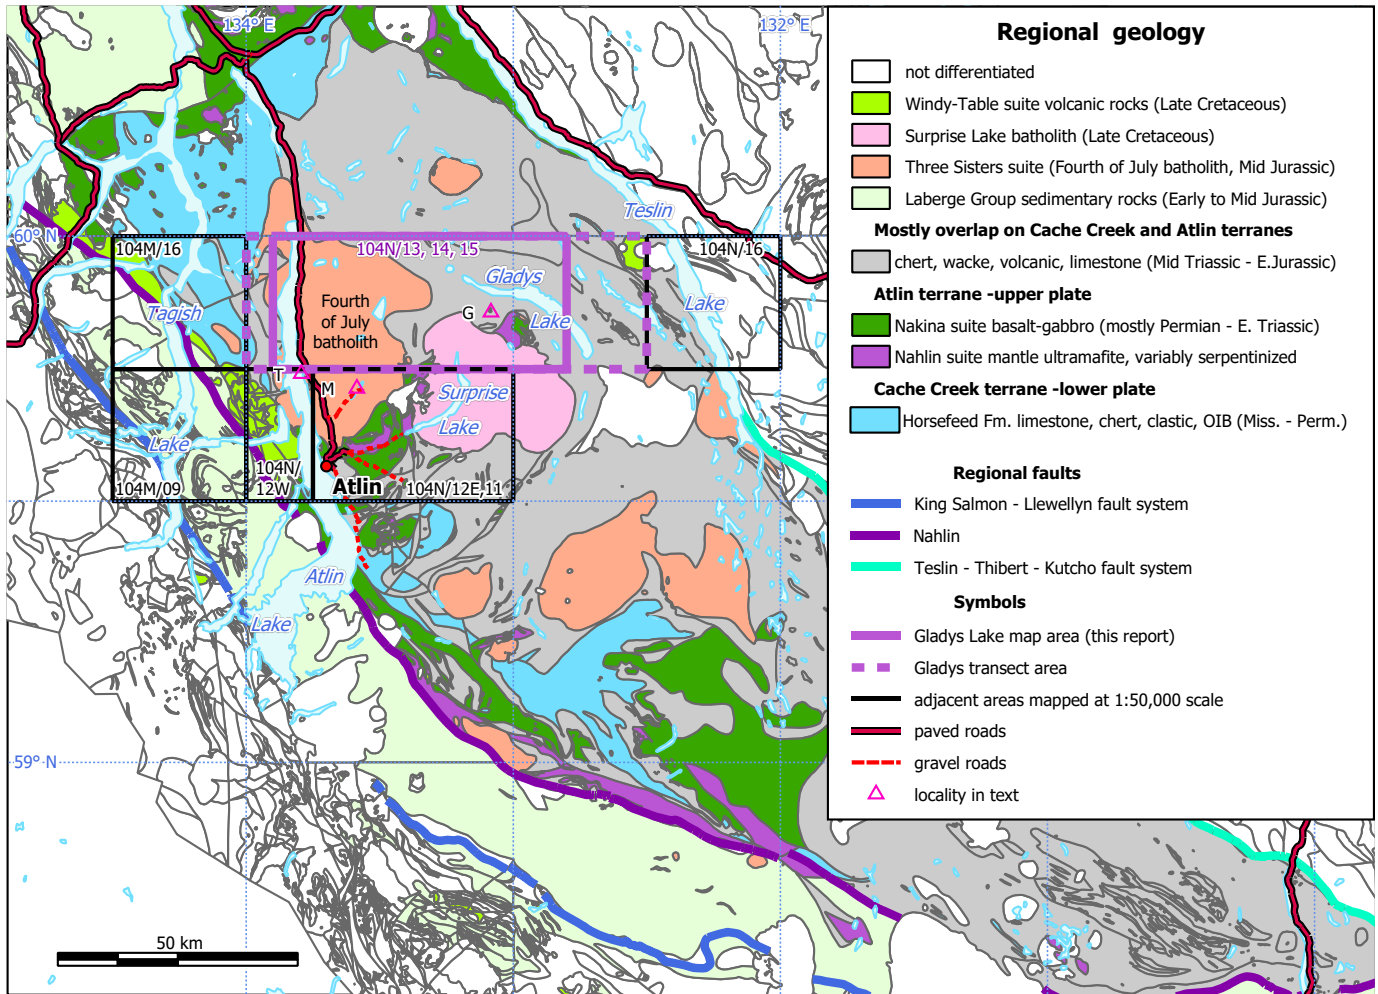 134° E
132° E
Teslin
60° N
104M/16
104N/13, 14, 15
104N/16
Gladys
Lake
Lake
Tagish
Fourth
of July
batholith
G
T
M
Surprise
Lake
Lake
104M/09
104N/
12W
Atlin
104N/12E,11
Atlin
Lake
59° N
50 km
Regional geology
not differentiated
Windy-Table suite volcanic rocks (Late Cretaceous)
Surprise Lake batholith (Late Cretaceous)
Three Sisters suite (Fourth of July batholith, Mid Jurassic)
Laberge Group sedimentary rocks (Early to Mid Jurassic)
Mostly overlap on Cache Creek and Atlin terranes
chert, wacke, volcanic, limestone (Mid Triassic - E.Jurassic)
Atlin terrane -upper plate
Nakina suite basalt-gabbro (mostly Permian - E. Triassic)
Nahlin suite mantle ultramafite, variably serpentinized
Cache Creek terrane -lower plate
Horsefeed Fm. limestone, chert, clastic, OIB (Miss. - Perm.)
Regional faults
King Salmon - Llewellyn fault system
Nahlin
Teslin - Thibert - Kutcho fault system
Symbols
Gladys Lake map area (this report)
Gladys transect area
adjacent areas mapped at 1:50,000 scale
paved roads
gravel roads
locality in text